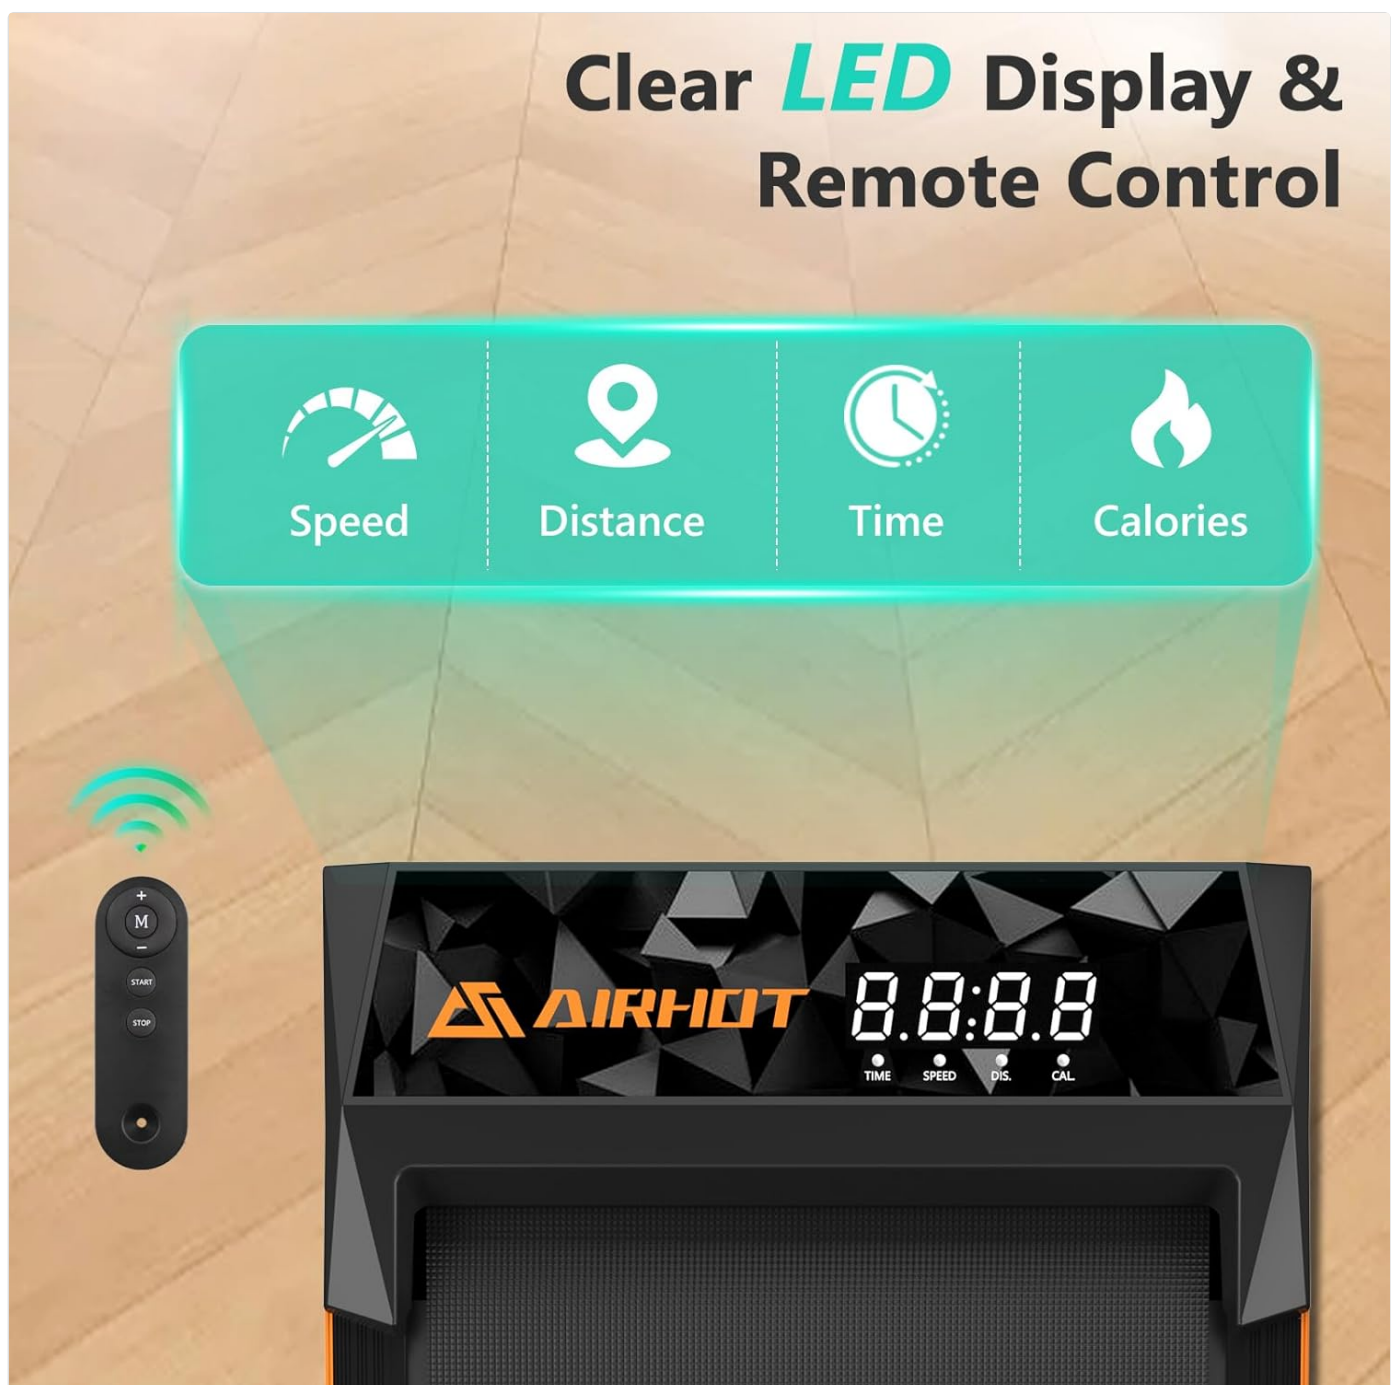 Clear LED Display &
Remote Control
Speed Distance Time Calories
+
M
−
START
STOP
AIRHOT 8.8:8.8
TIME SPEED DIS. CAL.